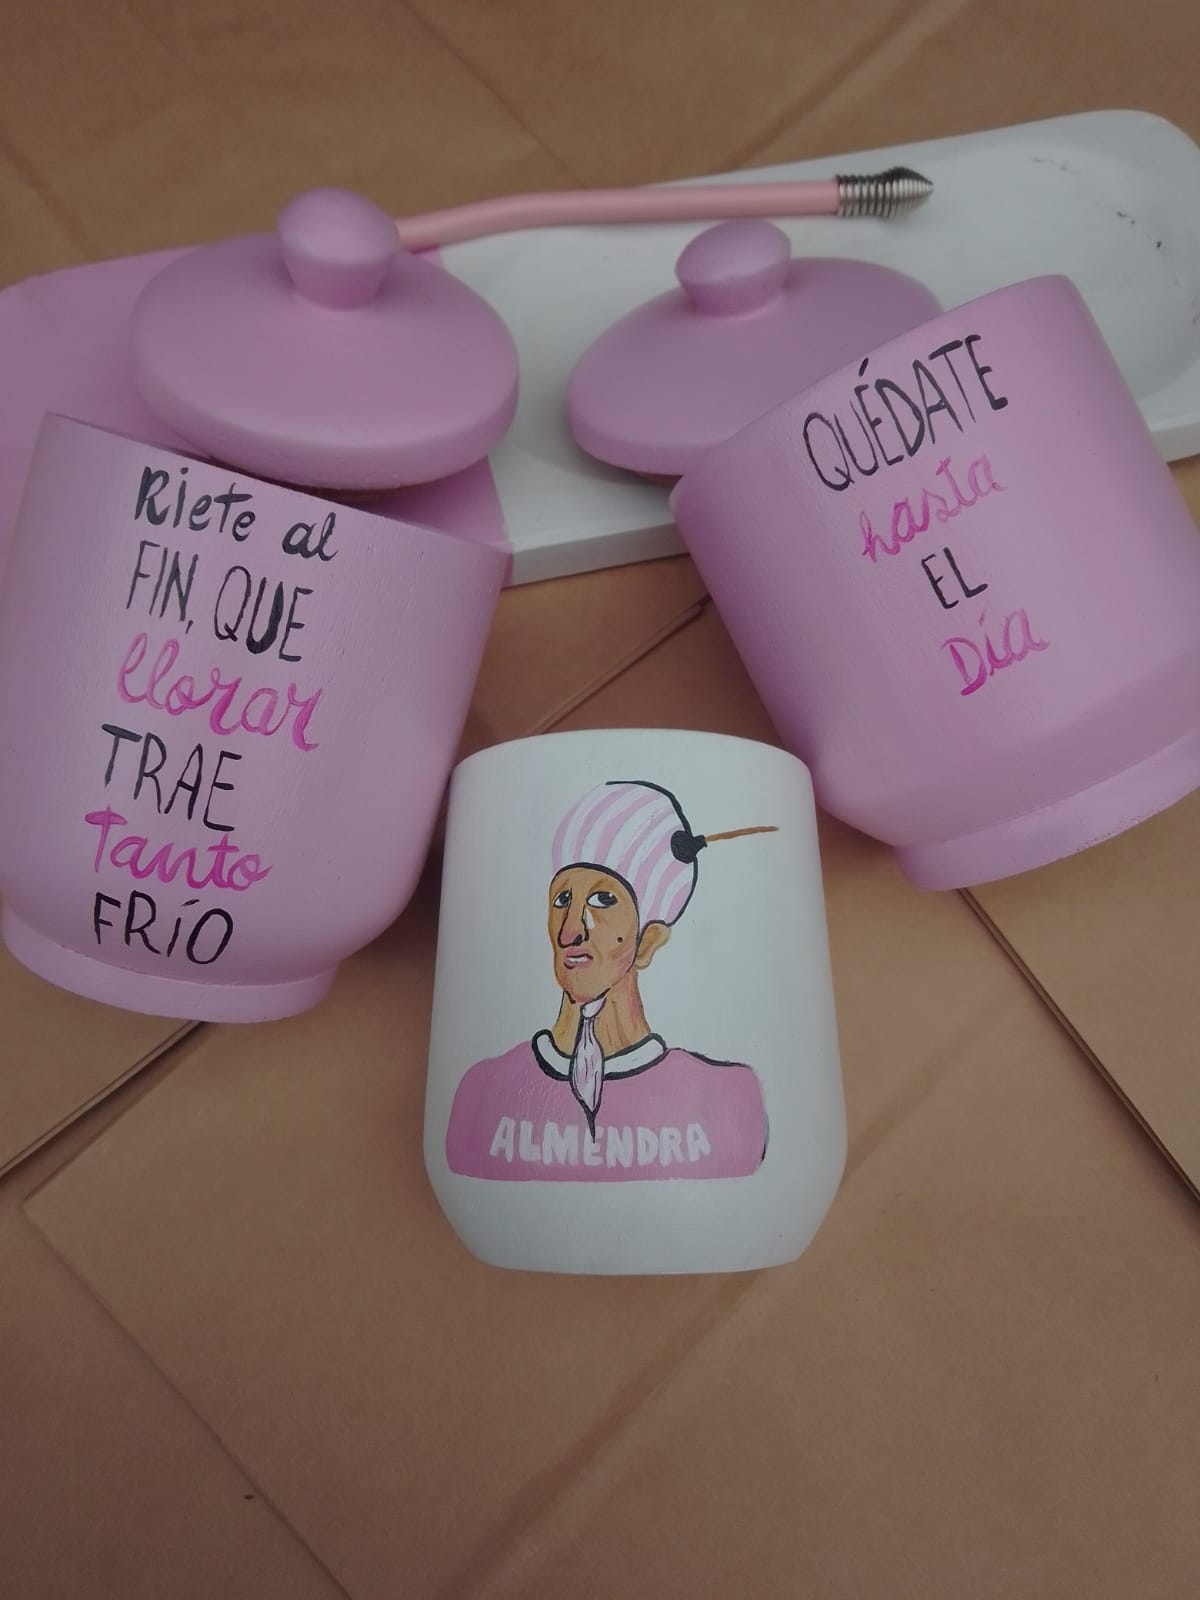 Riete al
FIN, QUE
llorar
TRAE
Tanto
FRÍO
QUÉDATE
hasta
EL
Día
ALMENDRA